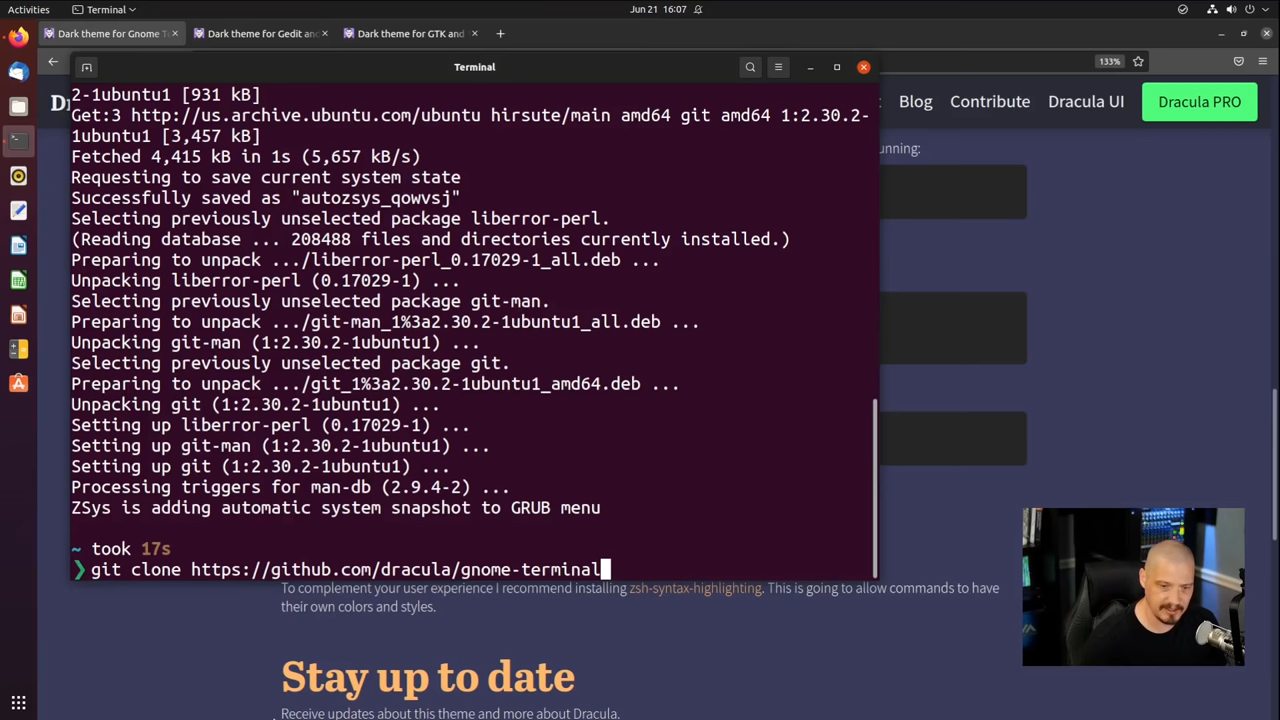 Activities
Terminal
Jun 21 16:07
Dark theme for Gnome T
Dark theme for Gedit an
Dark theme for GTK and
133%
Terminal
Blog
Contribute
Dracula UI
Dracula PRO
2-1ubuntu1 [931 kB]
Get:3 http://us.archive.ubuntu.com/ubuntu hirsute/main amd64 git amd64 1:2.30.2-
1ubuntu1 [3,457 kB]
Fetched 4,415 kB in 1s (5,657 kB/s)
unning:
Requesting to save current system state
Successfully saved as "autozsys_qowvsj"
Selecting previously unselected package liberror-perl.
(Reading database ... 208488 files and directories currently installed.)
Preparing to unpack .../liberror-perl_0.17029-1_all.deb ...
Unpacking liberror-perl (0.17029-1) ...
Selecting previously unselected package git-man.
Preparing to unpack .../git-man_1%3a2.30.2-1ubuntu1_all.deb ...
Unpacking git-man (1:2.30.2-1ubuntu1) ...
Selecting previously unselected package git.
Preparing to unpack .../git_1%3a2.30.2-1ubuntu1_amd64.deb ...
Unpacking git (1:2.30.2-1ubuntu1) ...
Setting up liberror-perl (0.17029-1) ...
Setting up git-man (1:2.30.2-1ubuntu1) ...
Setting up git (1:2.30.2-1ubuntu1) ...
Processing triggers for man-db (2.9.4-2) ...
ZSys is adding automatic system snapshot to GRUB menu
~ took 17s
❯ git clone https://github.com/dracula/gnome-terminal
To complement your user experience I recommend installing zsh-syntax-highlighting. This is going to allow commands to have
their own colors and styles.
Stay up to date
Receive updates about this theme and more about Dracula.